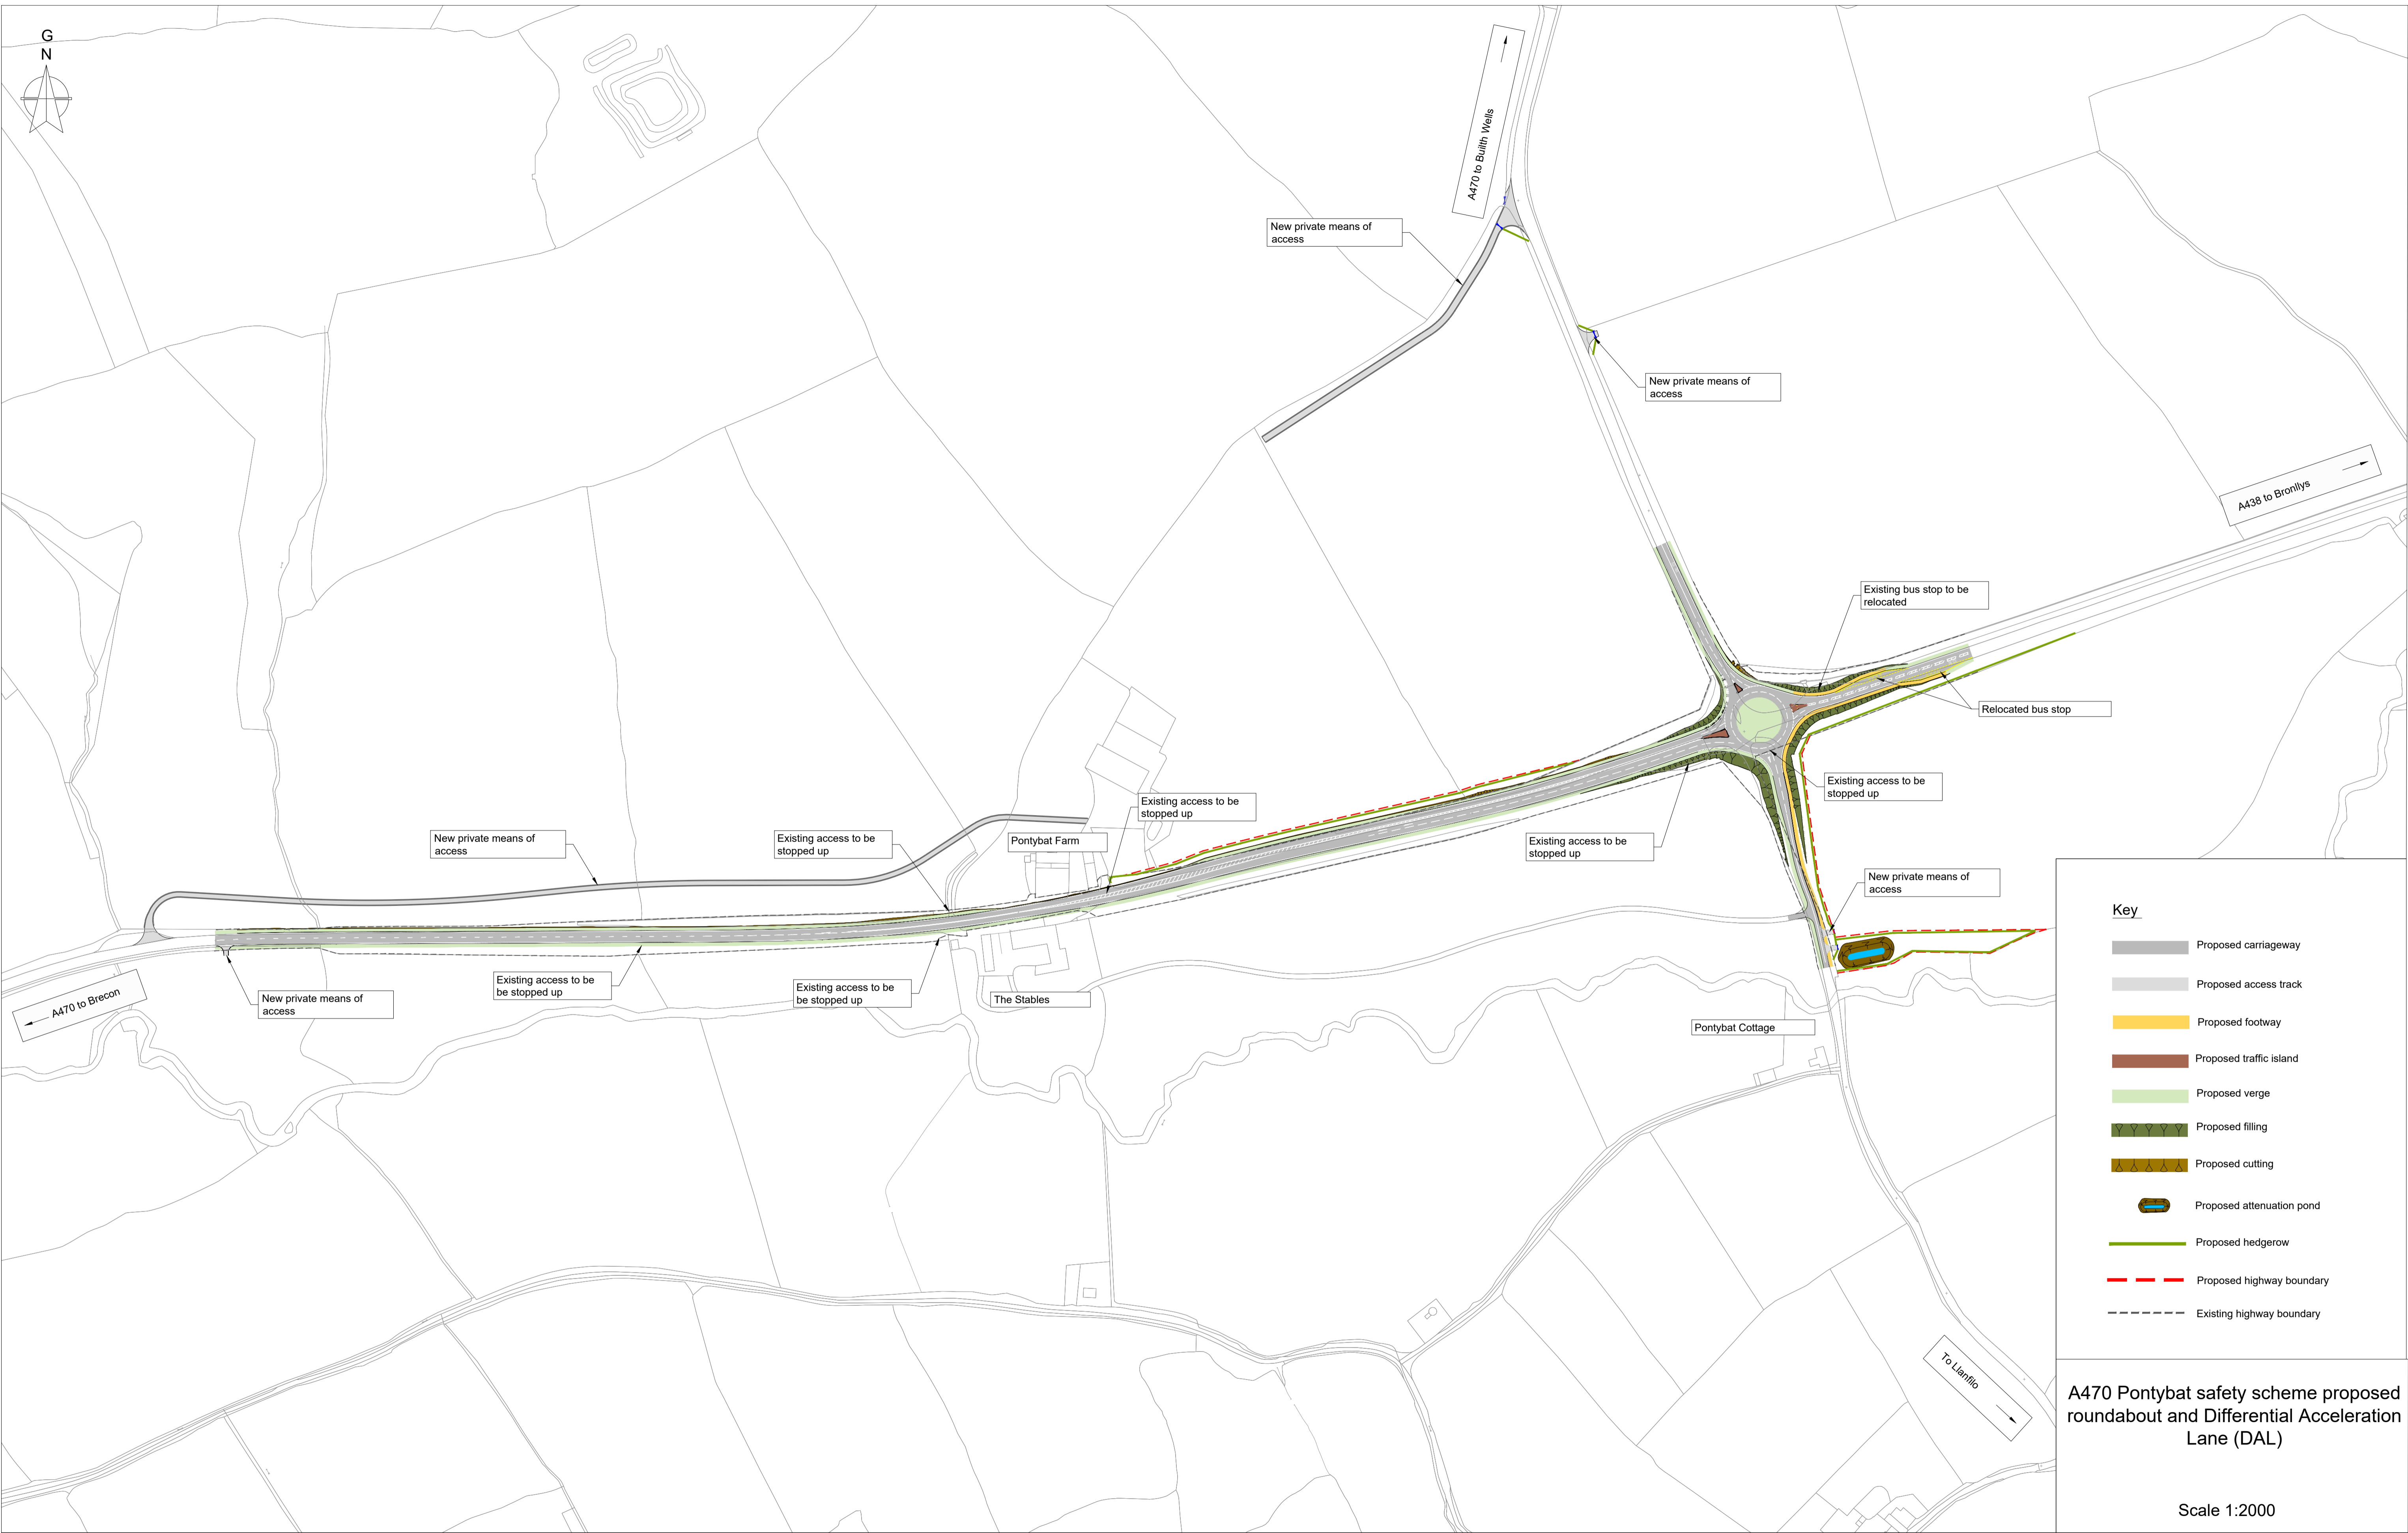 G
N
A470 to Builth Wells
New private means of
access
New private means of
access
A438 to Bronllys
Existing bus stop to be
relocated
Relocated bus stop
Existing access to be
stopped up
Existing access to be
stopped up
Existing access to be
stopped up
New private means of
access
Existing access to be
stopped up
Pontybat Farm
New private means of
access
Existing access to be
be stopped up
Existing access to be
be stopped up
New private means of
access
A470 to Brecon
The Stables
Pontybat Cottage
To Llanfilo
Key
Proposed carriageway
Proposed access track
Proposed footway
Proposed traffic island
Proposed verge
Proposed filling
Proposed cutting
Proposed attenuation pond
Proposed hedgerow
Proposed highway boundary
Existing highway boundary
A470 Pontybat safety scheme proposed
roundabout and Differential Acceleration
Lane (DAL)
Scale 1:2000